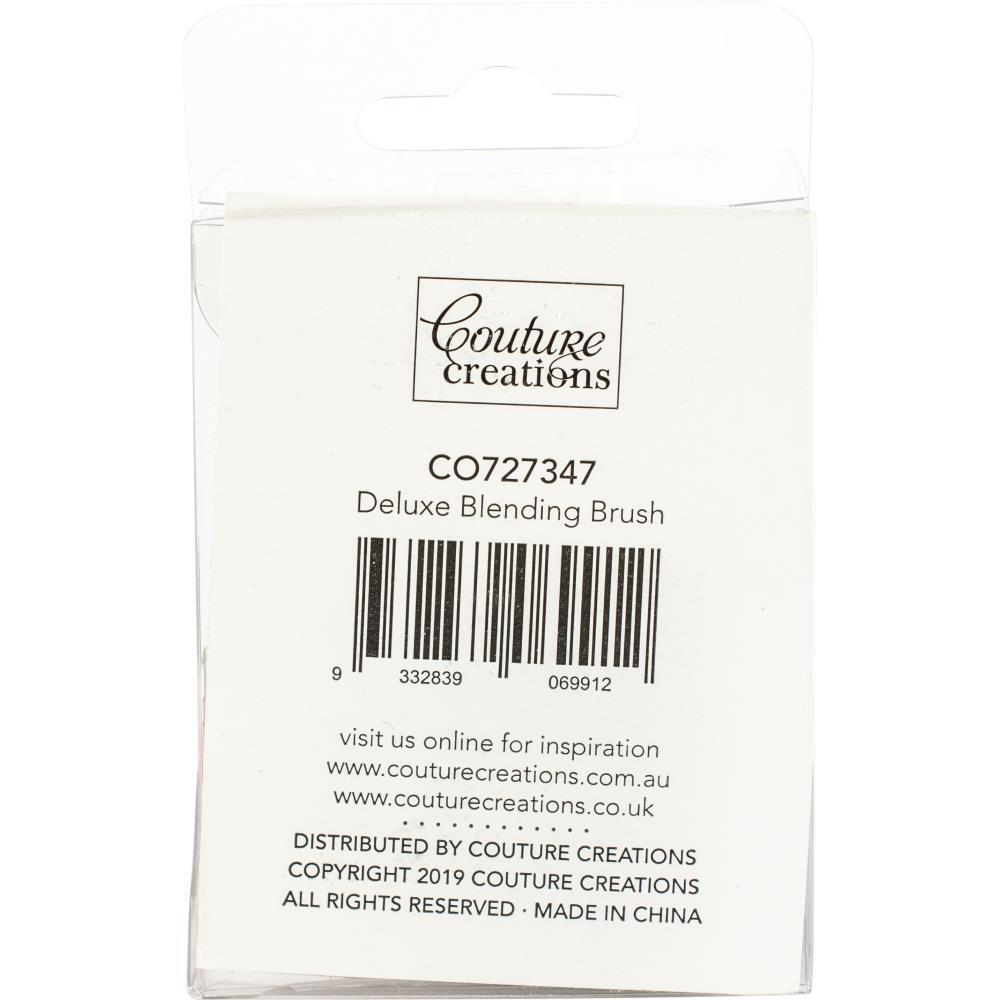 Couture
creations
CO727347
Deluxe Blending Brush
9 332839 069912
visit us online for inspiration
www.couturecreations.com.au
www.couturecreations.co.uk
DISTRIBUTED BY COUTURE CREATIONS
COPYRIGHT 2019 COUTURE CREATIONS
ALL RIGHTS RESERVED · MADE IN CHINA